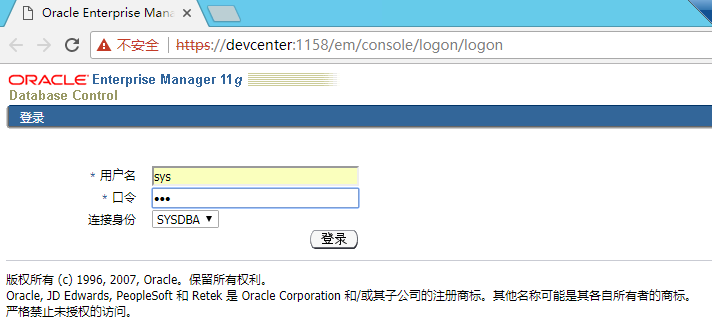 Oracle Enterprise Mana
不安全 https://devcenter:1158/em/console/logon/logon
ORACLE Enterprise Manager 11g
Database Control
登录
* 用户名 sys
* 口令 •••
连接身份 SYSDBA
登录
版权所有 (c) 1996, 2007, Oracle。保留所有权利。
Oracle, JD Edwards, PeopleSoft 和 Retek 是 Oracle Corporation 和/或其子公司的注册商标。其他名称可能是其各自所有者的商标。
严格禁止未授权的访问。